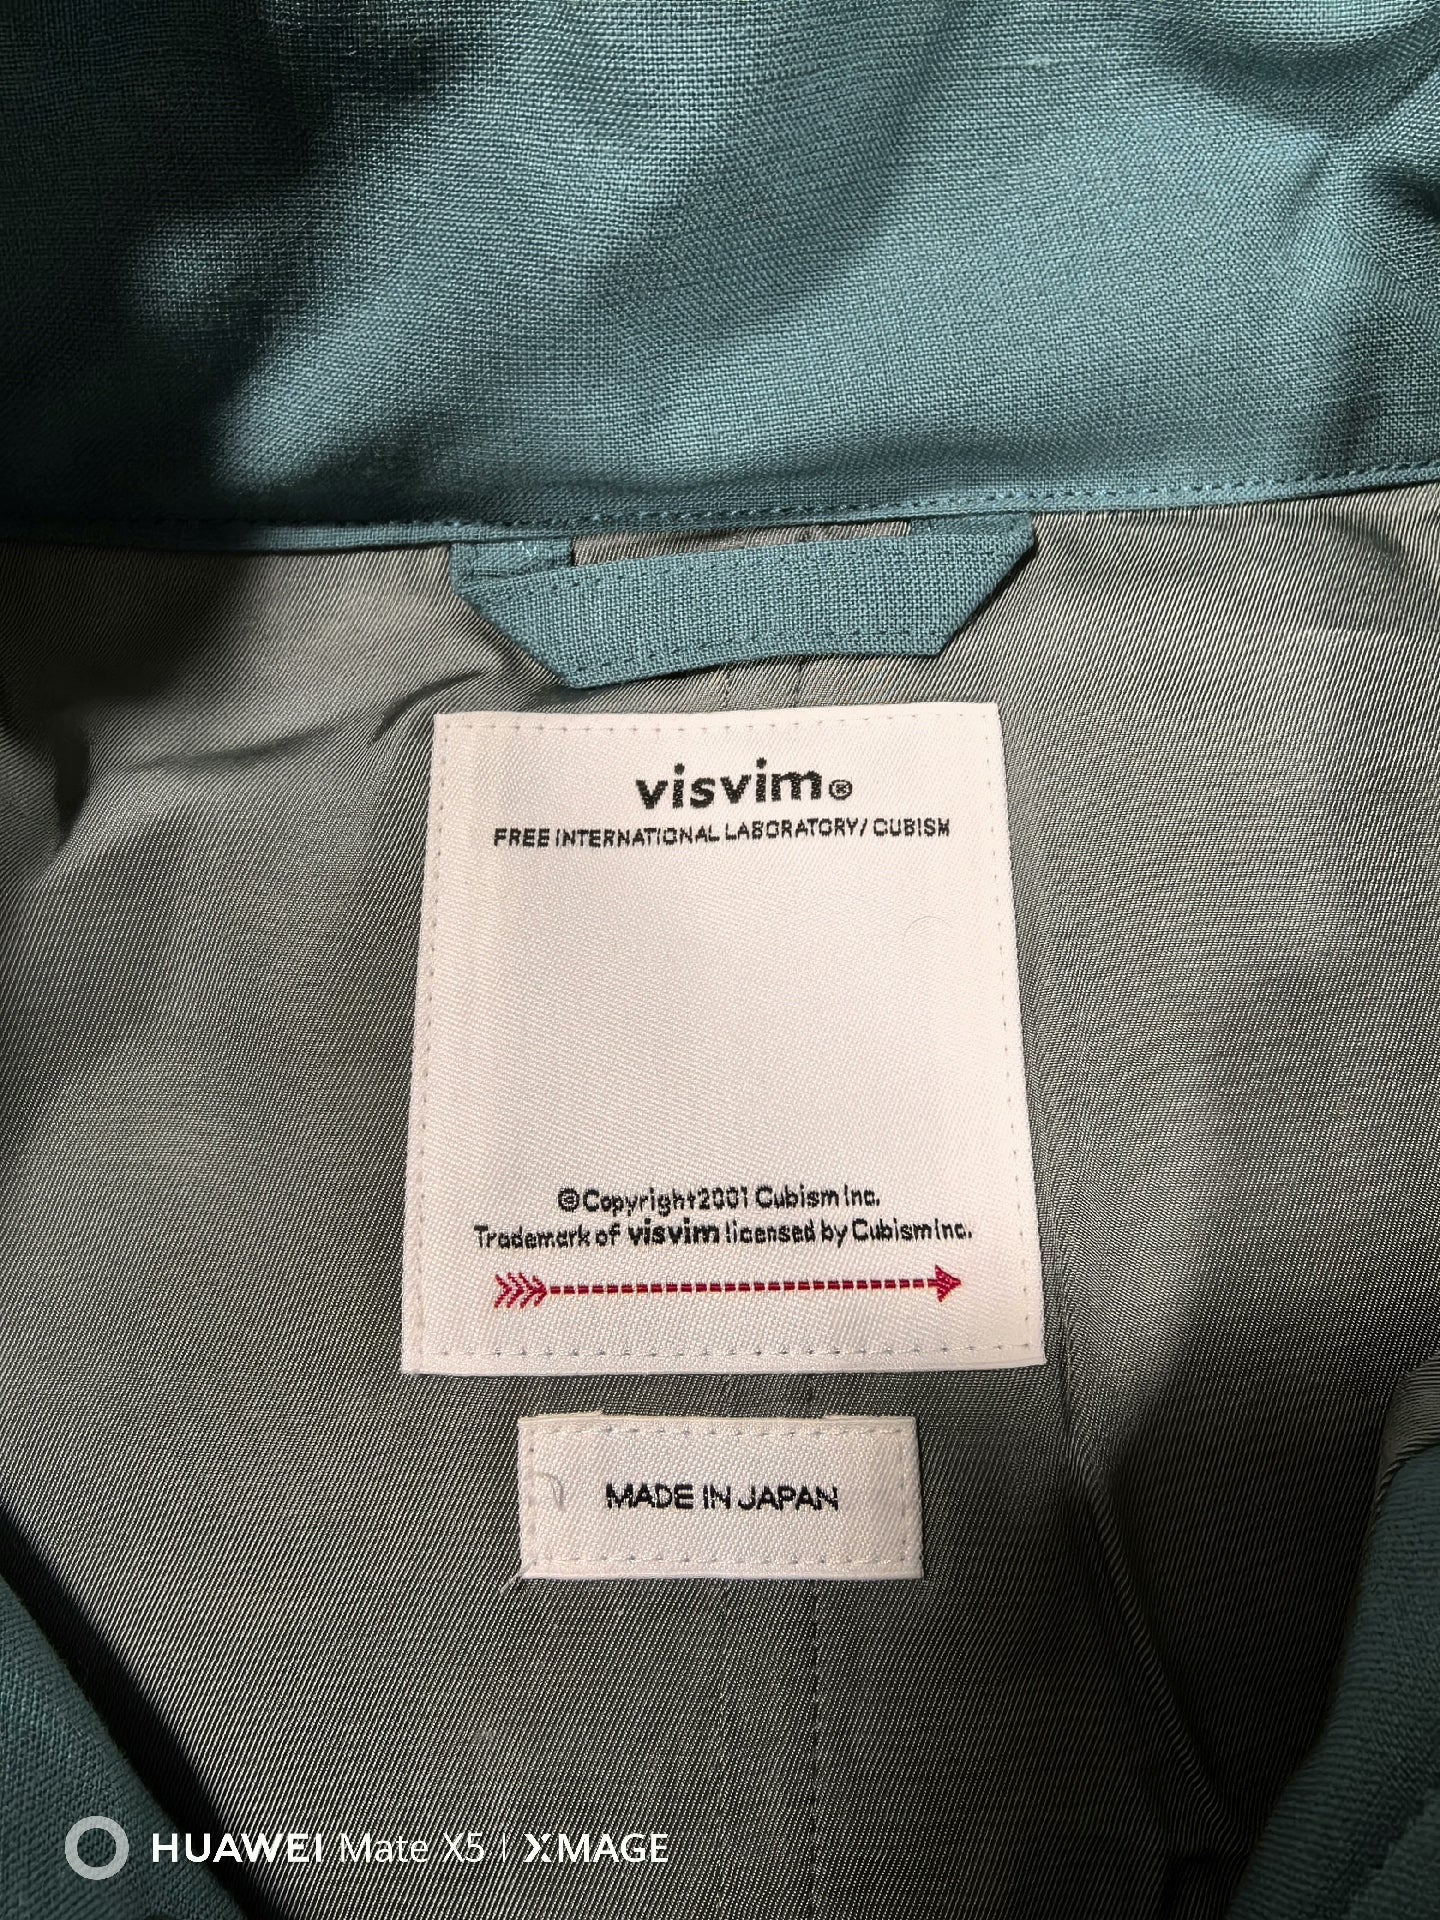 visvim®
FREE INTERNATIONAL LABORATORY/CUBISM
©Copyright2001 Cubism Inc.
Trademark of visvim licensed by Cubism Inc.
MADE IN JAPAN
HUAWEI Mate X5 | XMAGE